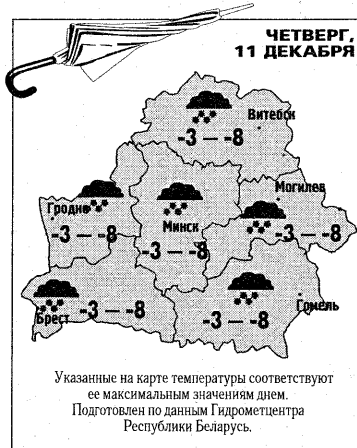 ЧЕТВЕРГ,
11 ДЕКАБРЯ
Витебск
-3 — -8
Могилев
Гродно
-3 — -8
Минск
-3 — -8
-3 — -8
Брест
-3 — -8
Гомель
-3 — -8
Указанные на карте температуры соответствуют
ее максимальным значениям днем.
Подготовлен по данным Гидрометцентра
Республики Беларусь.